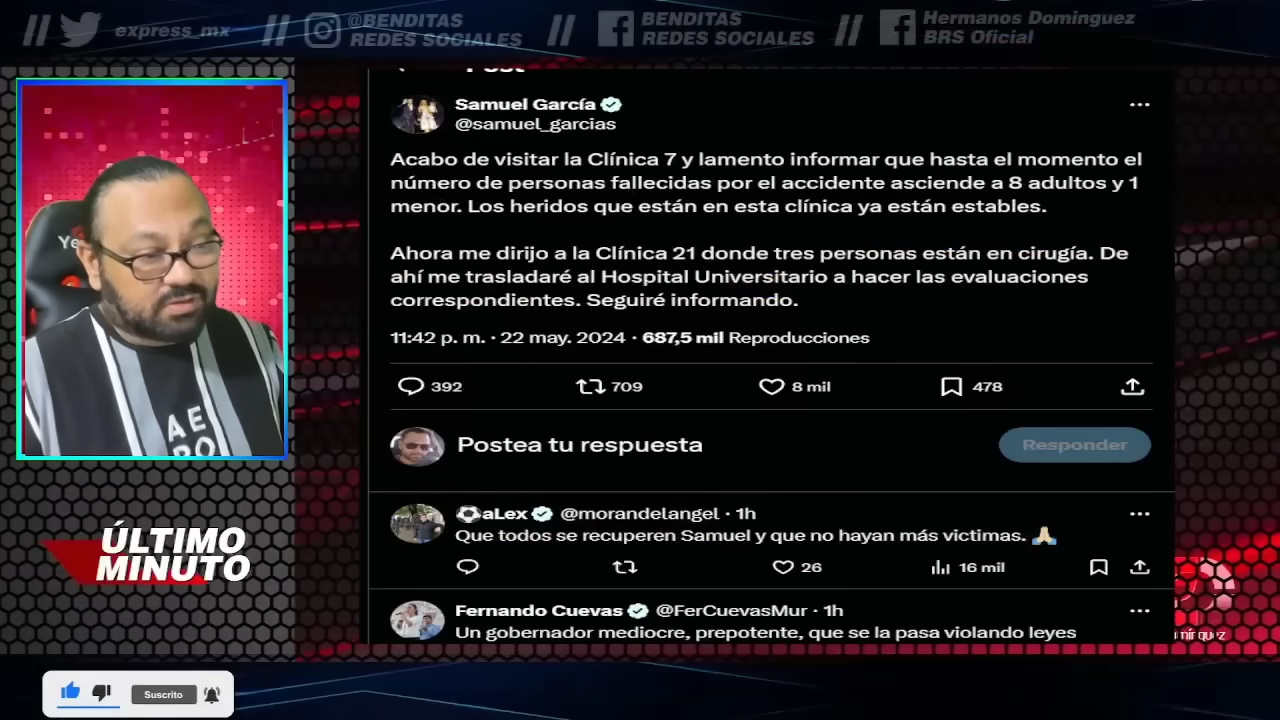 express_mx
@BENDITAS
REDES SOCIALES
BENDITAS
REDES SOCIALES
Hermanos Dominguez
BRS Oficial
Post
Samuel García
@samuel_garcias
Acabo de visitar la Clínica 7 y lamento informar que hasta el momento el
número de personas fallecidas por el accidente asciende a 8 adultos y 1
menor. Los heridos que están en esta clínica ya están estables.
Ahora me dirijo a la Clínica 21 donde tres personas están en cirugía. De
ahí me trasladaré al Hospital Universitario a hacer las evaluaciones
correspondientes. Seguiré informando.
11:42 p. m. · 22 may. 2024 · 687,5 mil Reproducciones
392 709 8 mil 478
Postea tu respuesta
Responder
aLex @morandelangel · 1h
Que todos se recuperen Samuel y que no hayan más victimas. 🙏🏼
26 16 mil
Fernando Cuevas @FerCuevasMur · 1h
Un gobernador mediocre, prepotente, que se la pasa violando leyes
Ye
AE
ÚLTIMO
MINUTO
Suscrito